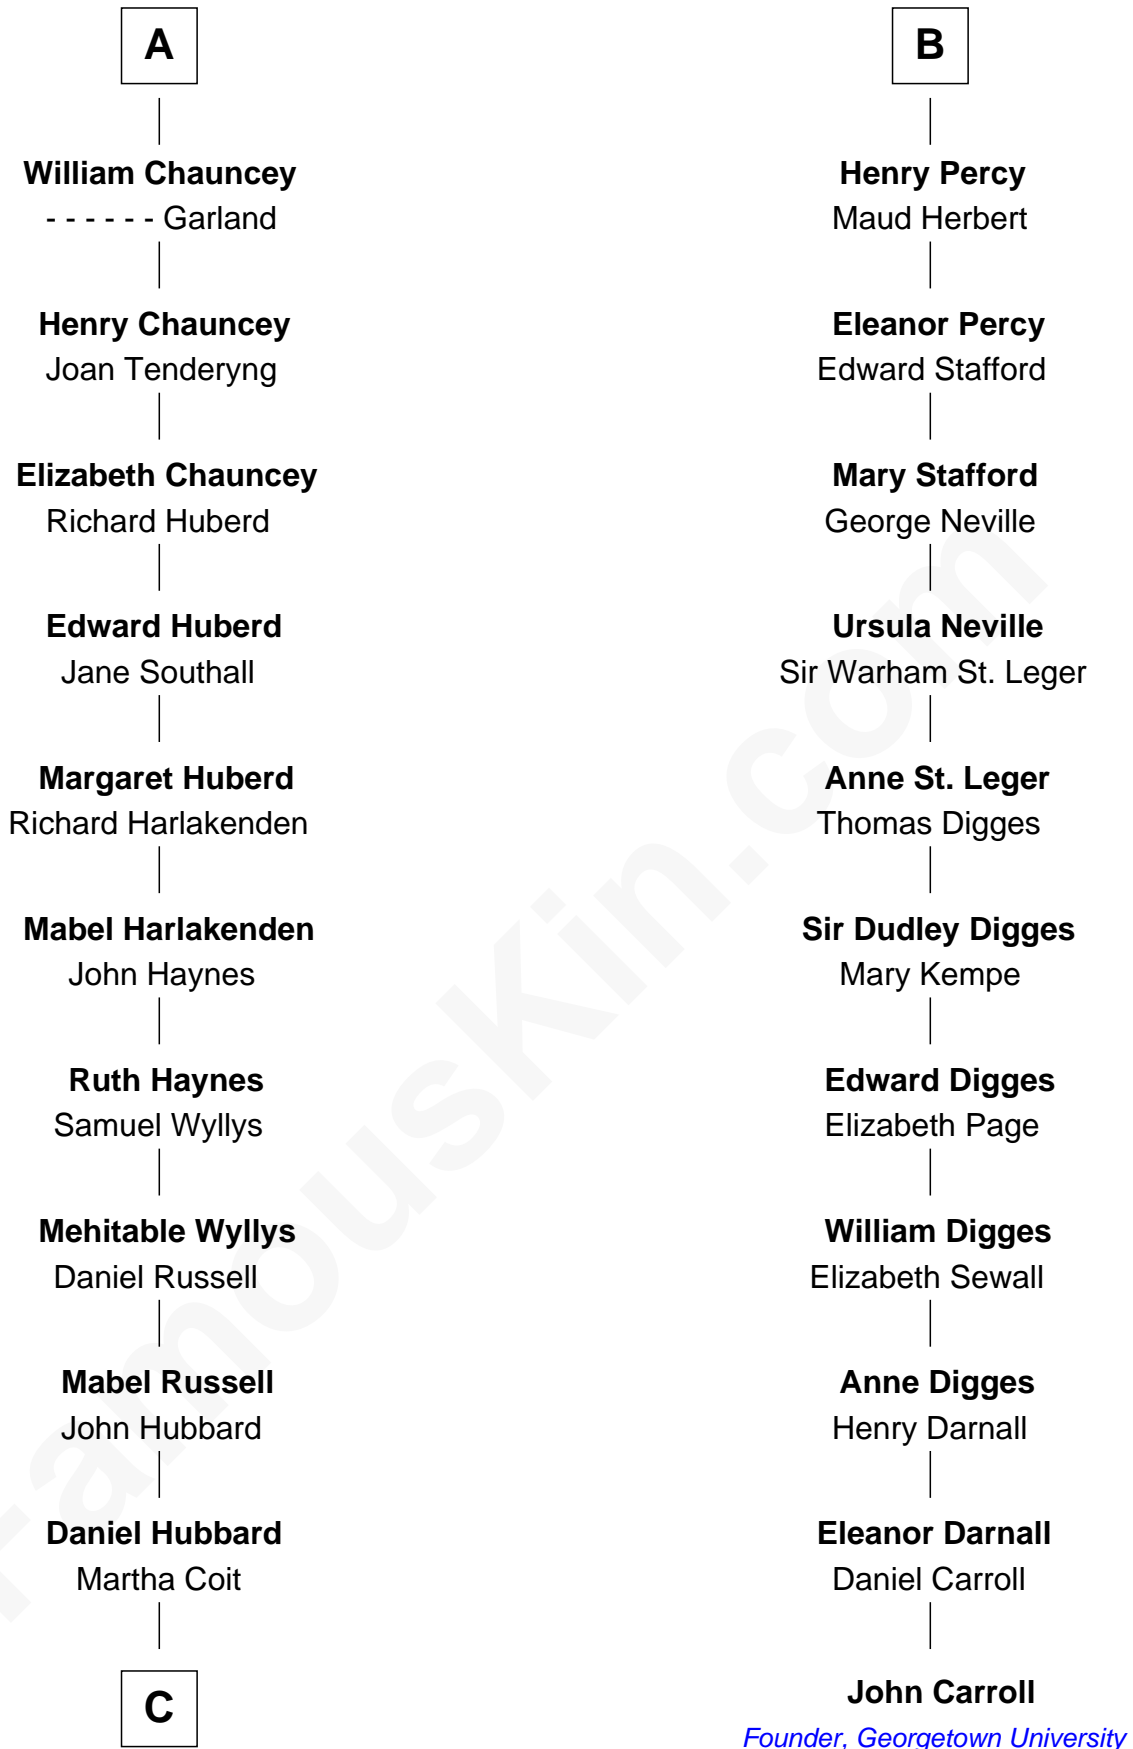 A
William Chauncey
- - - - - - Garland
Henry Chauncey
Joan Tenderyng
Elizabeth Chauncey
Richard Huberd
Edward Huberd
Jane Southall
Margaret Huberd
Richard Harlakenden
Mabel Harlakenden
John Haynes
Ruth Haynes
Samuel Wyllys
Mehitable Wyllys
Daniel Russell
Mabel Russell
John Hubbard
Daniel Hubbard
Martha Coit
C
B
Henry Percy
Maud Herbert
Eleanor Percy
Edward Stafford
Mary Stafford
George Neville
Ursula Neville
Sir Warham St. Leger
Anne St. Leger
Thomas Digges
Sir Dudley Digges
Mary Kempe
Edward Digges
Elizabeth Page
William Digges
Elizabeth Sewall
Anne Digges
Henry Darnall
Eleanor Darnall
Daniel Carroll
John Carroll
Founder, Georgetown University
FamousKin.com